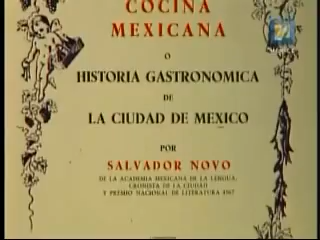 COCINA
MEXICANA
O
HISTORIA GASTRONOMICA
DE
LA CIUDAD DE MEXICO
POR
SALVADOR NOVO
DE LA ACADEMIA MEXICANA DE LA LENGUA,
CRONISTA DE LA CIUDAD
Y PREMIO NACIONAL DE LITERATURA 1967